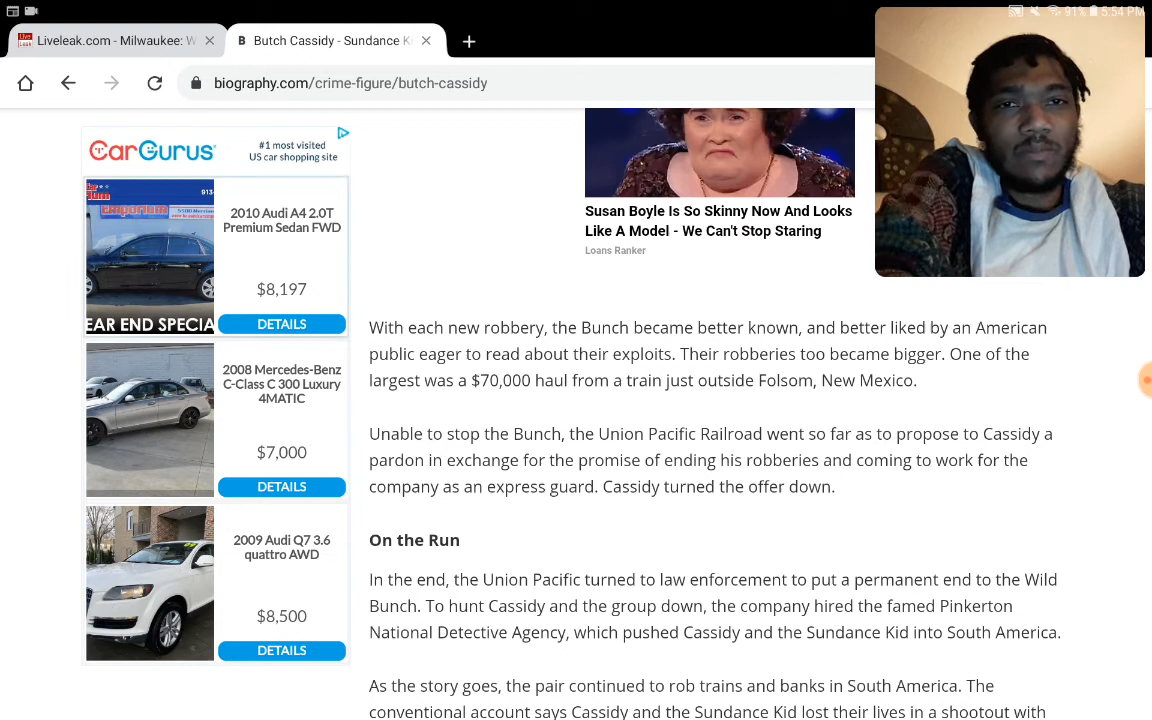 91% 5:54 PM
Liveleak.com - Milwaukee: W
B Butch Cassidy - Sundance K
biography.com/crime-figure/butch-cassidy
CarGurus
#1 most visited
US car shopping site
2010 Audi A4 2.0T
Premium Sedan FWD
$8,197
EAR END SPECIA
DETAILS
2008 Mercedes-Benz
C-Class C 300 Luxury
4MATIC
$7,000
DETAILS
2009 Audi Q7 3.6
quattro AWD
$8,500
DETAILS
Susan Boyle Is So Skinny Now And Looks
Like A Model - We Can't Stop Staring
Loans Ranker
With each new robbery, the Bunch became better known, and better liked by an American
public eager to read about their exploits. Their robberies too became bigger. One of the
largest was a $70,000 haul from a train just outside Folsom, New Mexico.
Unable to stop the Bunch, the Union Pacific Railroad went so far as to propose to Cassidy a
pardon in exchange for the promise of ending his robberies and coming to work for the
company as an express guard. Cassidy turned the offer down.
On the Run
In the end, the Union Pacific turned to law enforcement to put a permanent end to the Wild
Bunch. To hunt Cassidy and the group down, the company hired the famed Pinkerton
National Detective Agency, which pushed Cassidy and the Sundance Kid into South America.
As the story goes, the pair continued to rob trains and banks in South America. The
conventional account says Cassidy and the Sundance Kid lost their lives in a shootout with